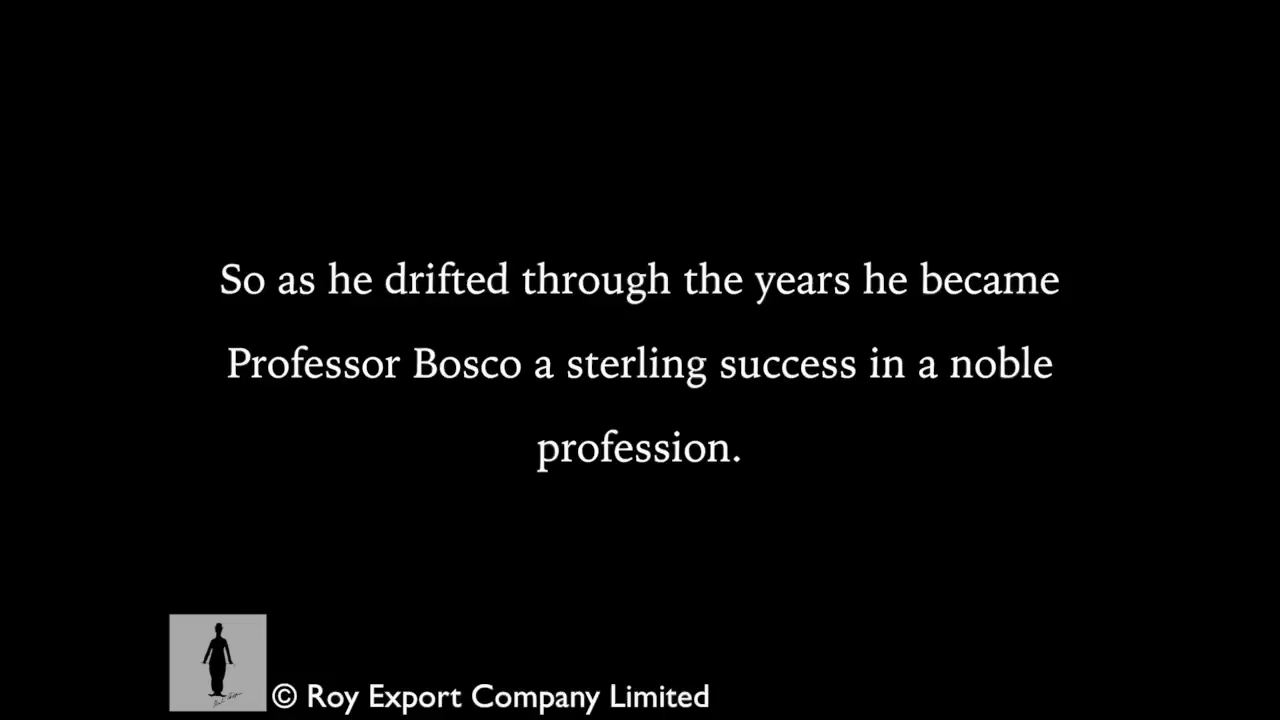 So as he drifted through the years he became
Professor Bosco a sterling success in a noble
profession.
© Roy Export Company Limited